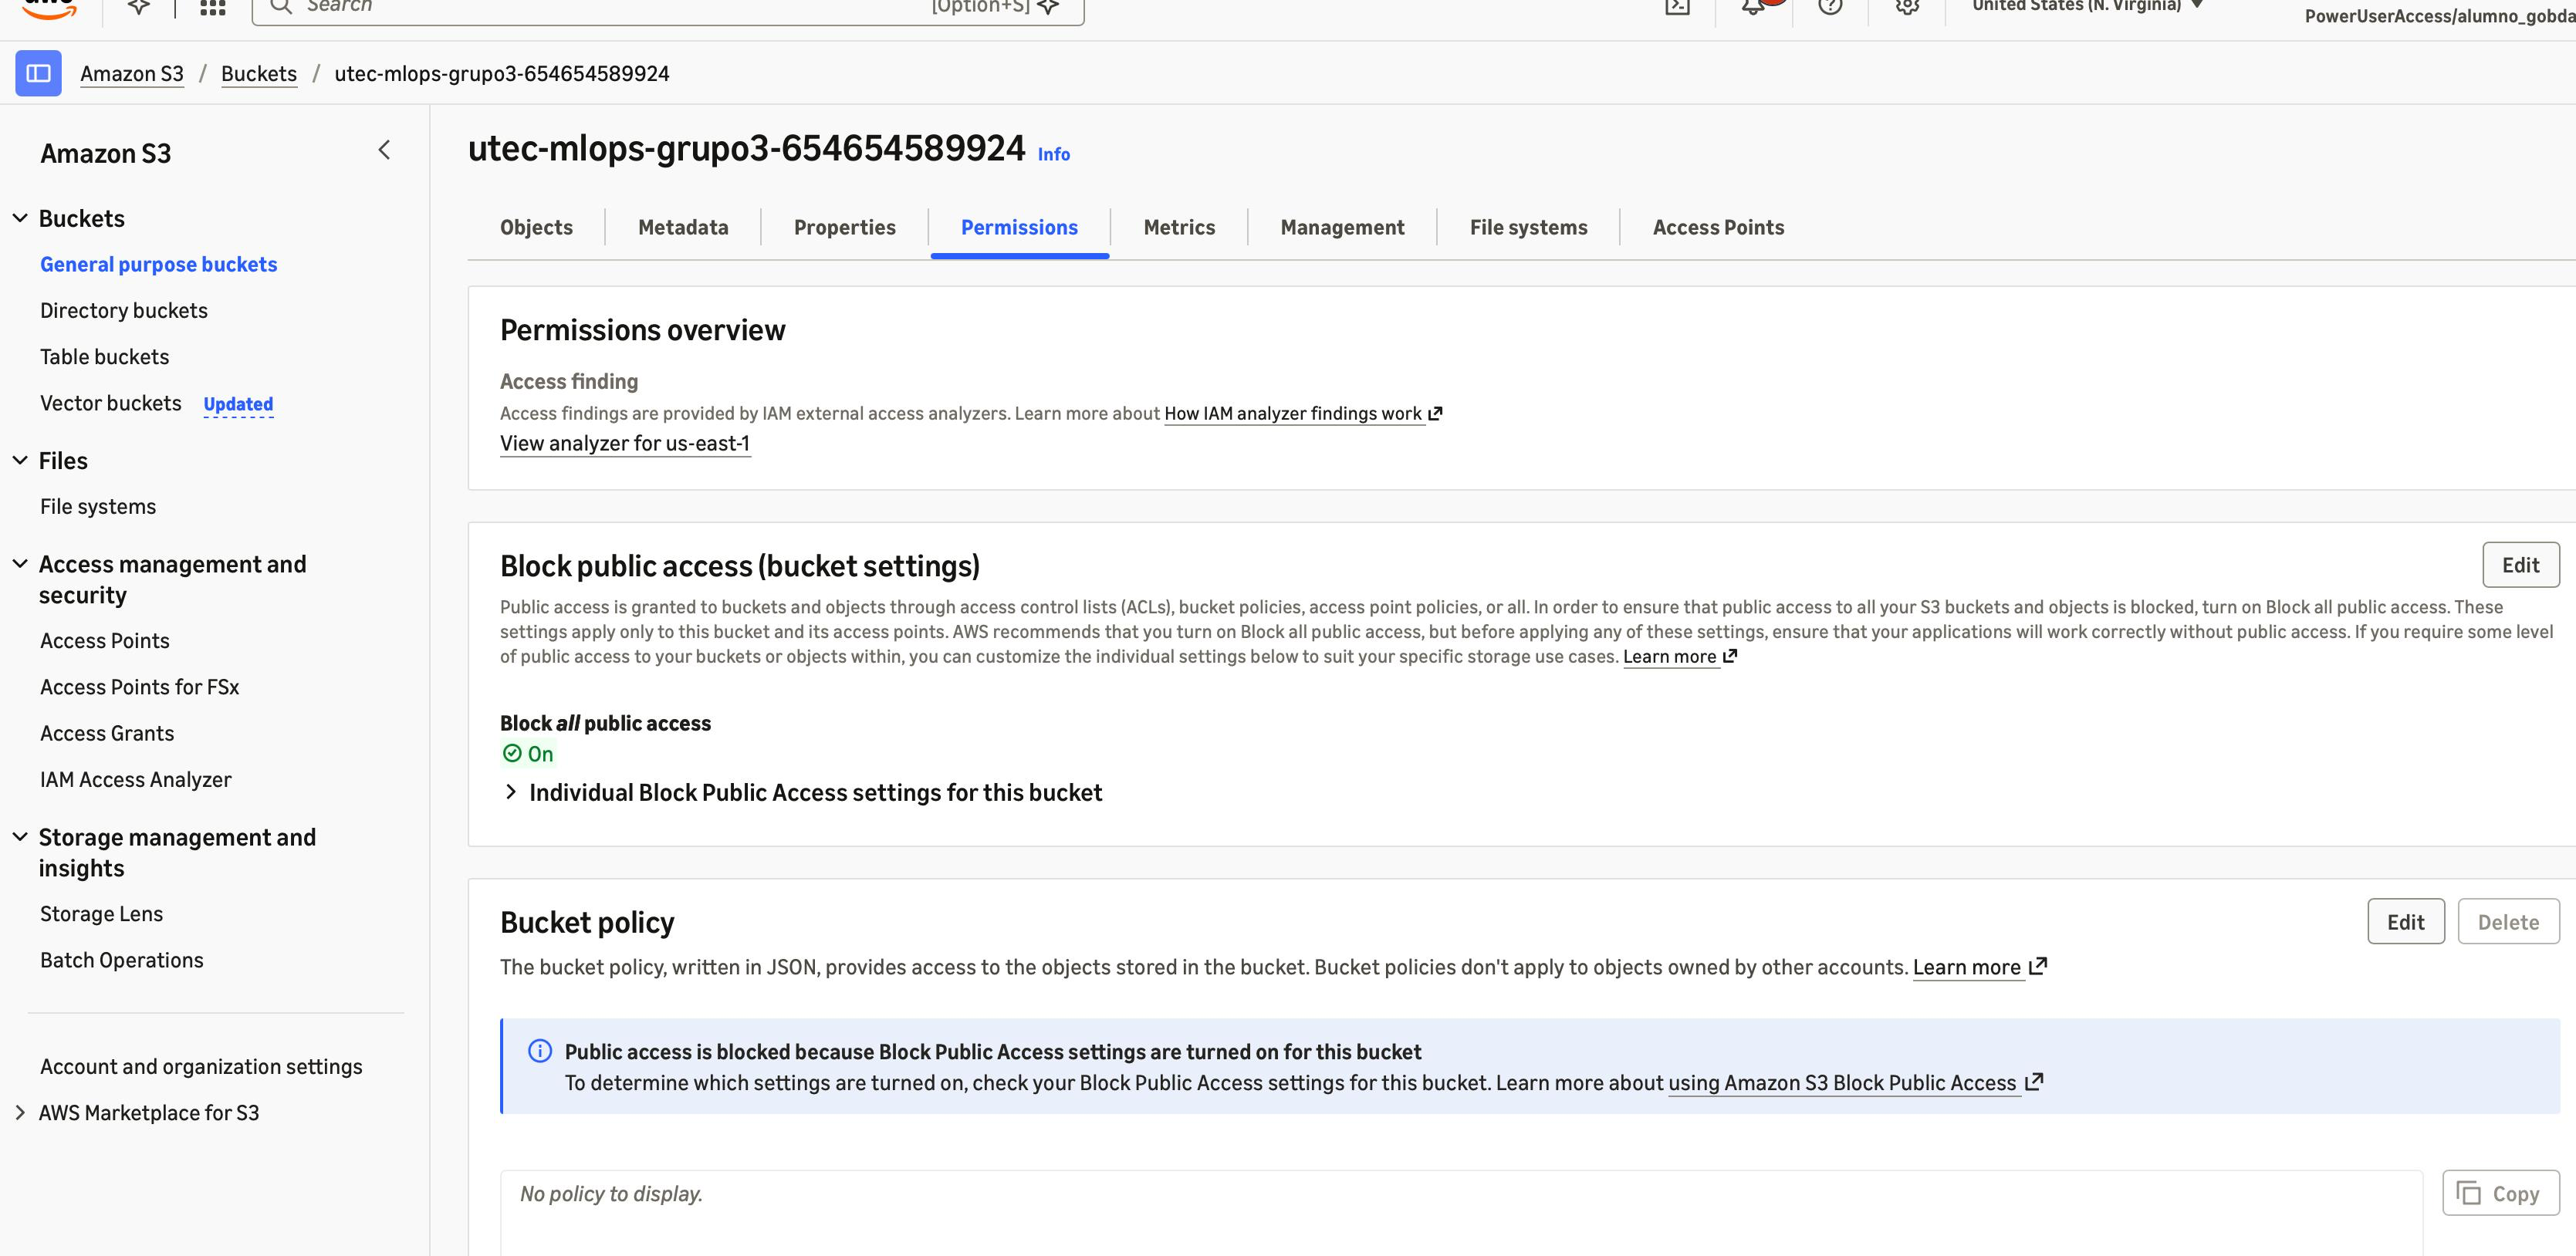 aws
Search
[Option+S]
United States (N. Virginia)
PowerUserAccess/alumno_gobda
Amazon S3 / Buckets / utec-mlops-grupo3-654654589924
Amazon S3
Buckets
General purpose buckets
Directory buckets
Table buckets
Vector buckets Updated
Files
File systems
Access management and
security
Access Points
Access Points for FSx
Access Grants
IAM Access Analyzer
Storage management and
insights
Storage Lens
Batch Operations
Account and organization settings
AWS Marketplace for S3
utec-mlops-grupo3-654654589924 Info
Objects Metadata Properties Permissions Metrics Management File systems Access Points
Permissions overview
Access finding
Access findings are provided by IAM external access analyzers. Learn more about How IAM analyzer findings work
View analyzer for us-east-1
Block public access (bucket settings)
Edit
Public access is granted to buckets and objects through access control lists (ACLs), bucket policies, access point policies, or all. In order to ensure that public access to all your S3 buckets and objects is blocked, turn on Block all public access. These
settings apply only to this bucket and its access points. AWS recommends that you turn on Block all public access, but before applying any of these settings, ensure that your applications will work correctly without public access. If you require some level
of public access to your buckets or objects within, you can customize the individual settings below to suit your specific storage use cases. Learn more
Block all public access
On
Individual Block Public Access settings for this bucket
Bucket policy
Edit Delete
The bucket policy, written in JSON, provides access to the objects stored in the bucket. Bucket policies don't apply to objects owned by other accounts. Learn more
Public access is blocked because Block Public Access settings are turned on for this bucket
To determine which settings are turned on, check your Block Public Access settings for this bucket. Learn more about using Amazon S3 Block Public Access
No policy to display.
Copy